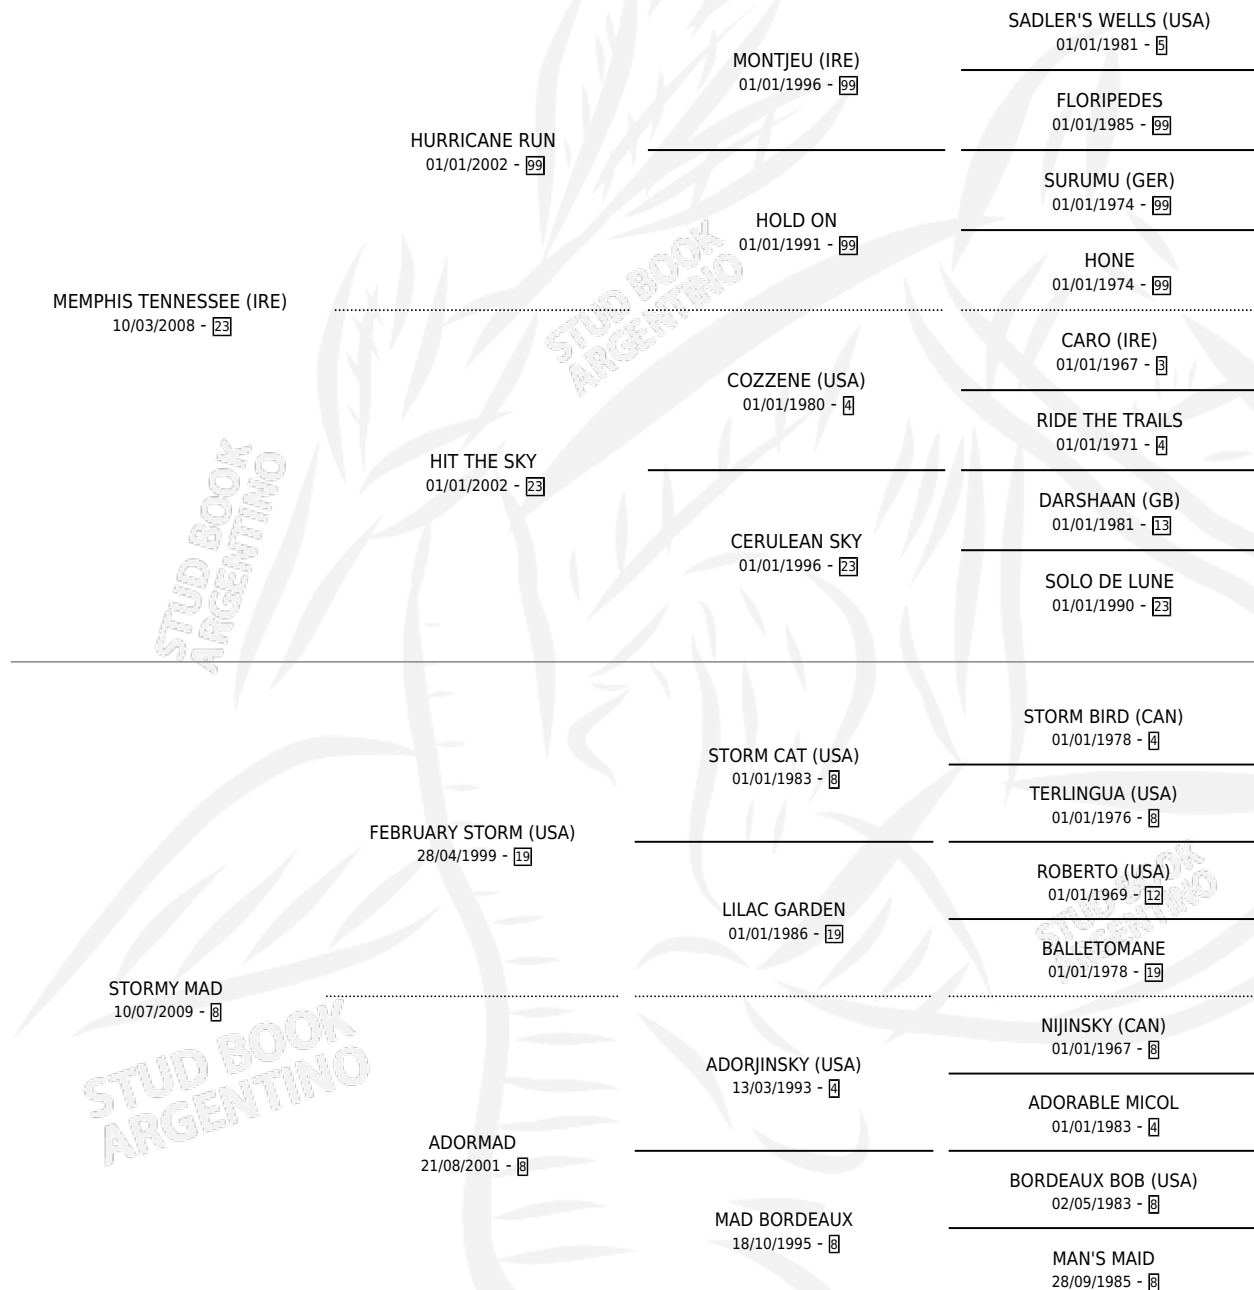 SADLER'S WELLS (USA)
01/01/1981 - 5
MONTJEU (IRE)
01/01/1996 - 99
FLORIPEDES
01/01/1985 - 99
HURRICANE RUN
01/01/2002 - 99
SURUMU (GER)
01/01/1974 - 99
HOLD ON
01/01/1991 - 99
HONE
01/01/1974 - 99
MEMPHIS TENNESSEE (IRE)
10/03/2008 - 23
CARO (IRE)
01/01/1967 - 3
COZZENE (USA)
01/01/1980 - 4
RIDE THE TRAILS
01/01/1971 - 4
HIT THE SKY
01/01/2002 - 23
DARSHAAN (GB)
01/01/1981 - 13
CERULEAN SKY
01/01/1996 - 23
SOLO DE LUNE
01/01/1990 - 23
STORM BIRD (CAN)
01/01/1978 - 4
STORM CAT (USA)
01/01/1983 - 8
TERLINGUA (USA)
01/01/1976 - 8
FEBRUARY STORM (USA)
28/04/1999 - 19
ROBERTO (USA)
01/01/1969 - 12
LILAC GARDEN
01/01/1986 - 19
BALLETOMANE
01/01/1978 - 19
STORMY MAD
10/07/2009 - 8
NIJINSKY (CAN)
01/01/1967 - 8
ADORJINSKY (USA)
13/03/1993 - 4
ADORABLE MICOL
01/01/1983 - 4
ADORMAD
21/08/2001 - 8
BORDEAUX BOB (USA)
02/05/1983 - 8
MAD BORDEAUX
18/10/1995 - 8
MAN'S MAID
28/09/1985 - 8
STUD BOOK
ARGENTINO
STUD BOOK
ARGENTINO
STUD BOOK
ARGENTINO
STUD BOOK
ARGENTINO